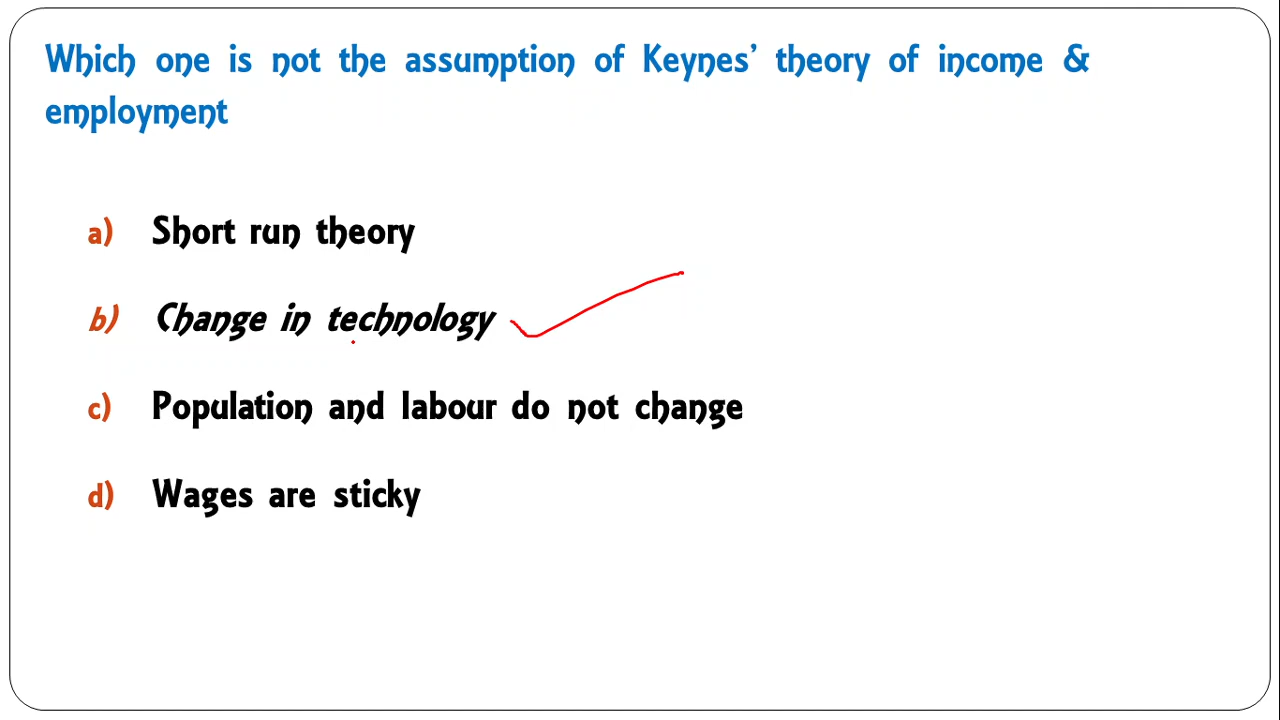 Which one is not the assumption of Keynes' theory of income &
employment
a) Short run theory
b) Change in technology
c) Population and labour do not change
d) Wages are sticky